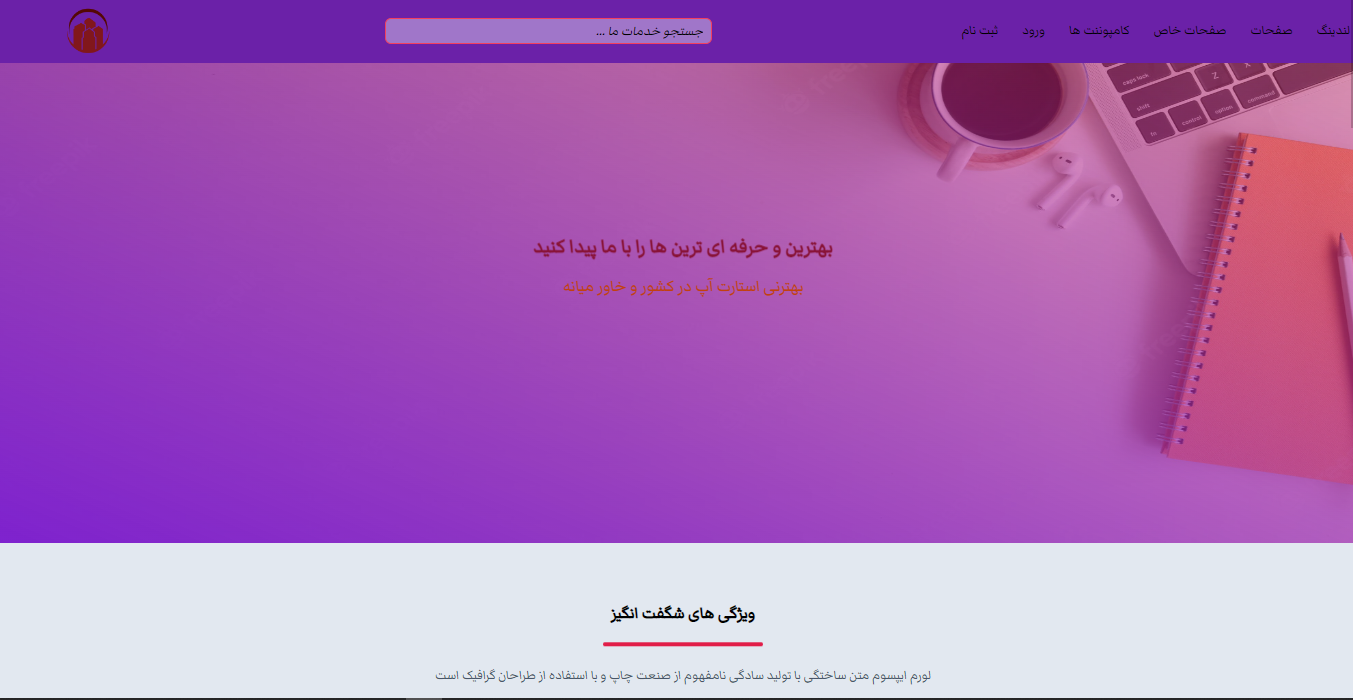 لندینگ صفحات صفحات خاص کامپوننت ها ورود ثبت نام
جستجو خدمات ما ...
caps lock
Z
X
shift
fn
control
option
command
بهترین و حرفه ای ترین ها را با ما پیدا کنید
بهترنی استارت آپ در کشور و خاور میانه
ویژگی های شگفت انگیز
لورم ایپسوم متن ساختگی با تولید سادگی نامفهوم از صنعت چاپ و با استفاده از طراحان گرافیک است